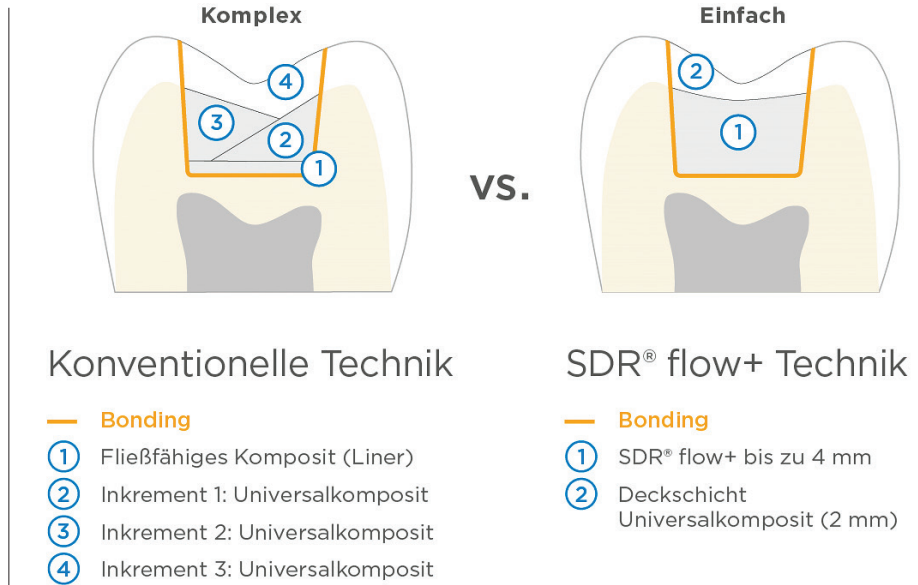 Komplex
4
3
2
1
vs.
Einfach
2
1
Konventionelle Technik
Bonding
1 Fließfähiges Komposit (Liner)
2 Inkrement 1: Universalkomposit
3 Inkrement 2: Universalkomposit
4 Inkrement 3: Universalkomposit
SDR® flow+ Technik
Bonding
1 SDR® flow+ bis zu 4 mm
2 Deckschicht
Universalkomposit (2 mm)